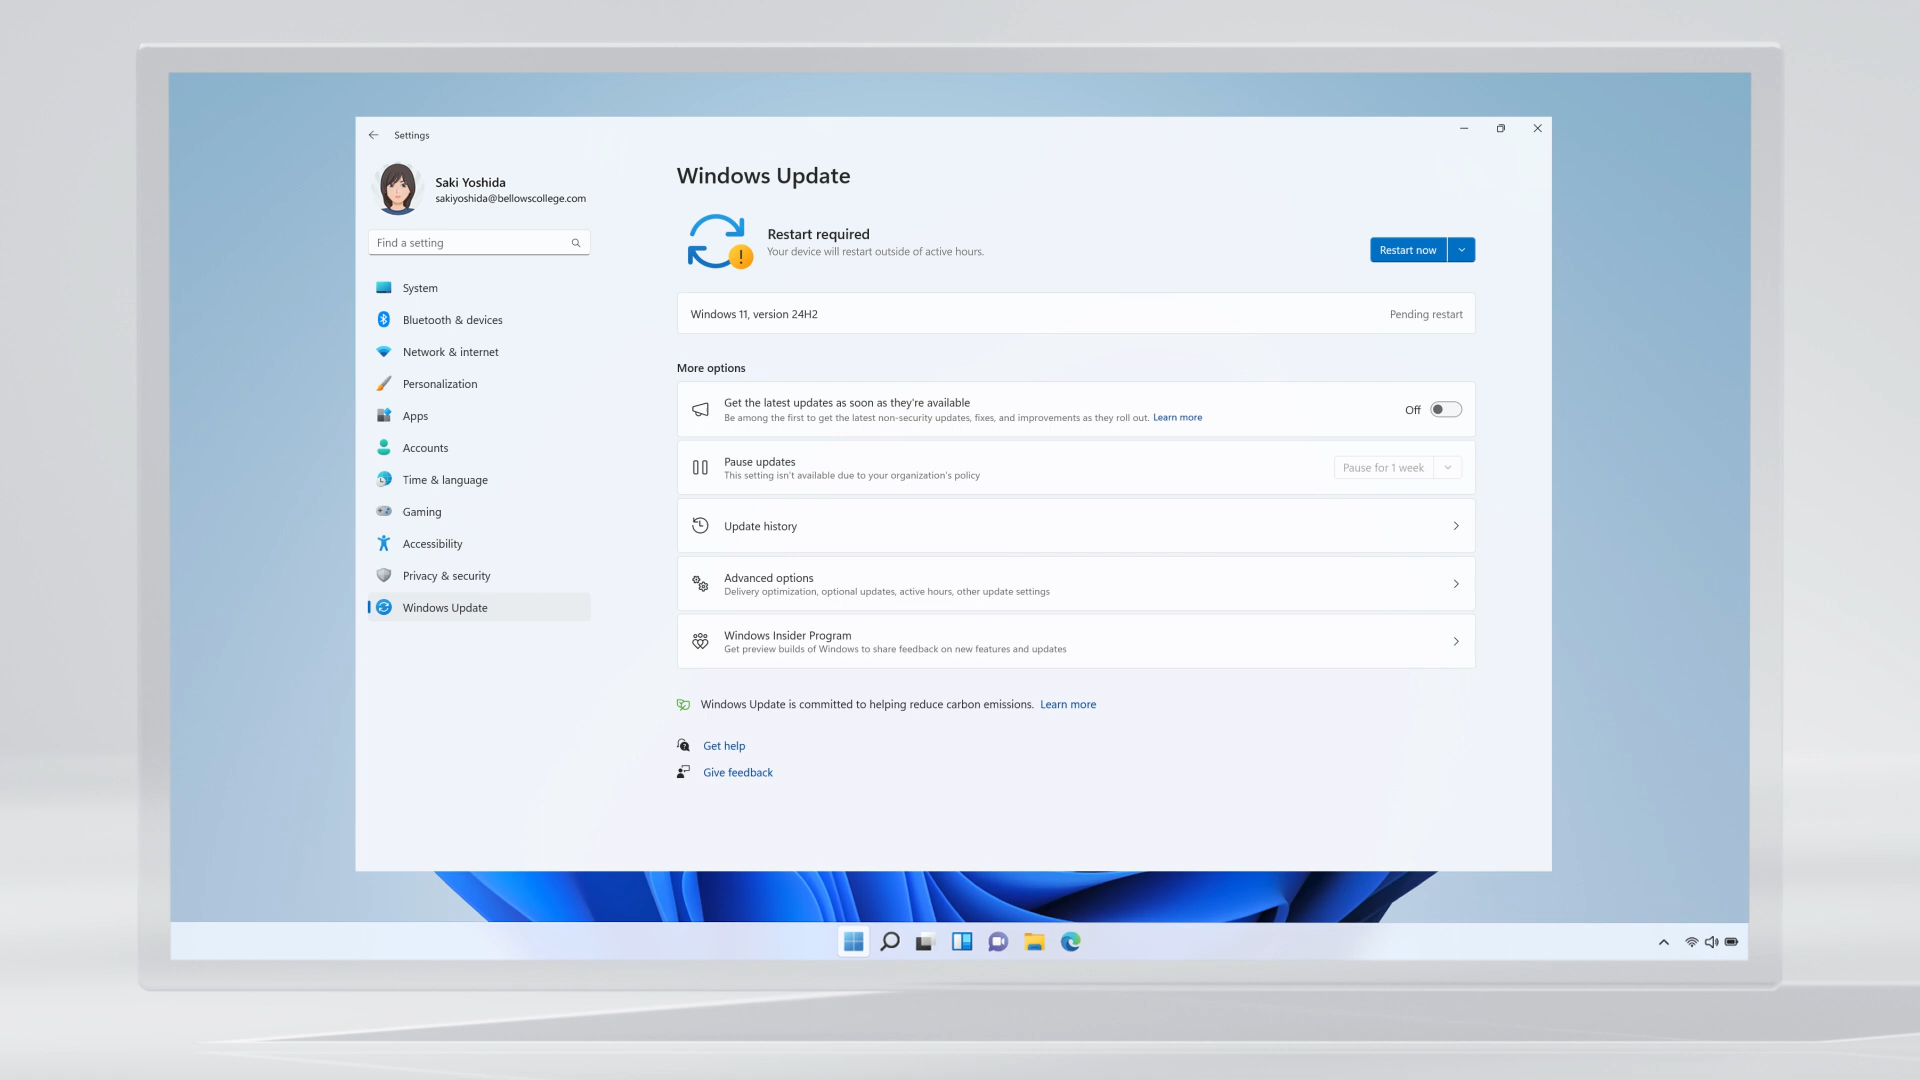 Settings
Saki Yoshida
sakiyoshida@bellowscollege.com
Find a setting
System
Bluetooth & devices
Network & internet
Personalization
Apps
Accounts
Time & language
Gaming
Accessibility
Privacy & security
Windows Update
Windows Update
Restart required
Your device will restart outside of active hours.
Restart now
Windows 11, version 24H2
Pending restart
More options
Get the latest updates as soon as they're available
Be among the first to get the latest non-security updates, fixes, and improvements as they roll out. Learn more
Off
Pause updates
This setting isn't available due to your organization's policy
Pause for 1 week
Update history
Advanced options
Delivery optimization, optional updates, active hours, other update settings
Windows Insider Program
Get preview builds of Windows to share feedback on new features and updates
Windows Update is committed to helping reduce carbon emissions. Learn more
Get help
Give feedback